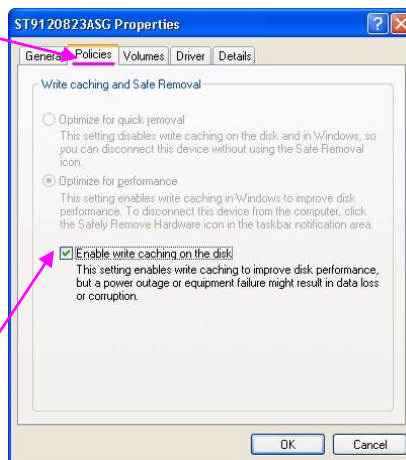 ST9120823ASG Properties
General Policies Volumes Driver Details
Write caching and Safe Removal
Optimize for quick removal
This setting disables write caching on the disk and in Windows, so
you can disconnect this device without using the Safe Removal
icon.
Optimize for performance
This setting enables write caching in Windows to improve disk
performance. To disconnect this device from the computer, click
the Safely Remove Hardware icon in the taskbar notification area.
Enable write caching on the disk
This setting enables write caching to improve disk performance,
but a power outage or equipment failure might result in data loss
or corruption.
OK Cancel